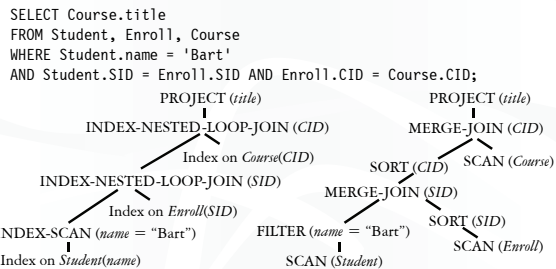 SELECT Course.title
FROM Student, Enroll, Course
WHERE Student.name = 'Bart'
AND Student.SID = Enroll.SID AND Enroll.CID = Course.CID;
PROJECT (title)
INDEX-NESTED-LOOP-JOIN (CID)
Index on Course(CID)
INDEX-NESTED-LOOP-JOIN (SID)
Index on Enroll(SID)
NDEX-SCAN (name = “Bart”)
Index on Student(name)
PROJECT (title)
MERGE-JOIN (CID)
SORT (CID)
SCAN (Course)
MERGE-JOIN (SID)
FILTER (name = “Bart”)
SORT (SID)
SCAN (Student)
SCAN (Enroll)